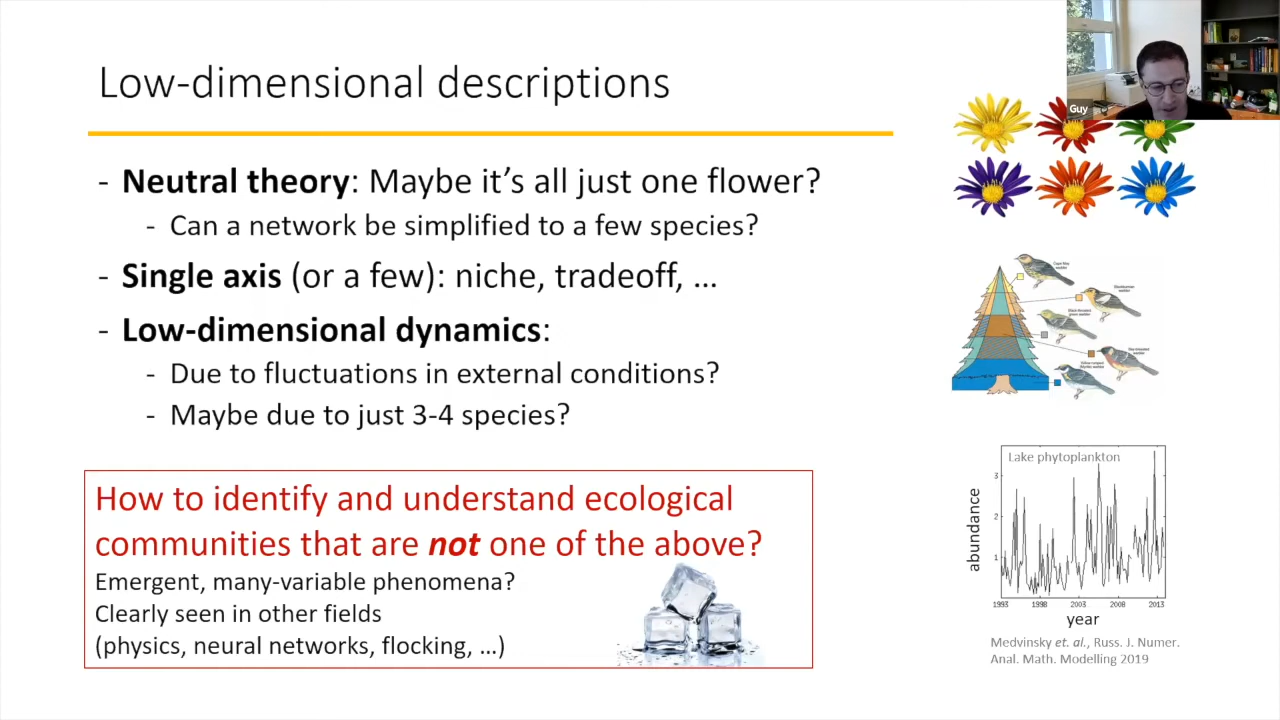 Low-dimensional descriptions
Guy
- Neutral theory: Maybe it's all just one flower?
- Can a network be simplified to a few species?
- Single axis (or a few): niche, tradeoff, ...
- Low-dimensional dynamics:
- Due to fluctuations in external conditions?
- Maybe due to just 3-4 species?
How to identify and understand ecological
communities that are not one of the above?
Emergent, many-variable phenomena?
Clearly seen in other fields
(physics, neural networks, flocking, ...)
Cape May
warbler
Lake phytoplankton
3
2
1
abundance
1993 1998 2003 2008 2013
year
Medvinsky et. al., Russ. J. Numer.
Anal. Math. Modelling 2019